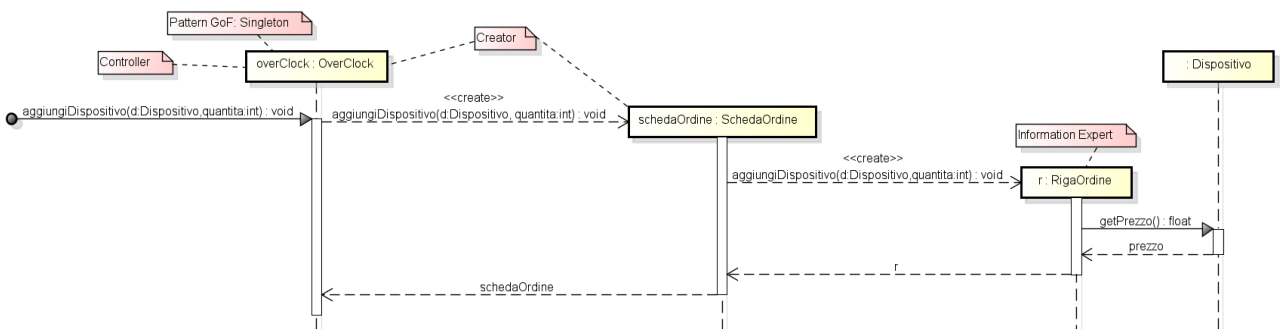 Pattern GoF: Singleton
Controller
Creator
overClock : OverClock
: Dispositivo
<<create>>
aggiungiDispositivo(d:Dispositivo,quantita:int) : void
aggiungiDispositivo(d:Dispositivo, quantita:int) : void
schedaOrdine : SchedaOrdine
Information Expert
<<create>>
aggiungiDispositivo(d:Dispositivo,quantita:int) : void
r : RigaOrdine
getPrezzo() : float
prezzo
r
schedaOrdine